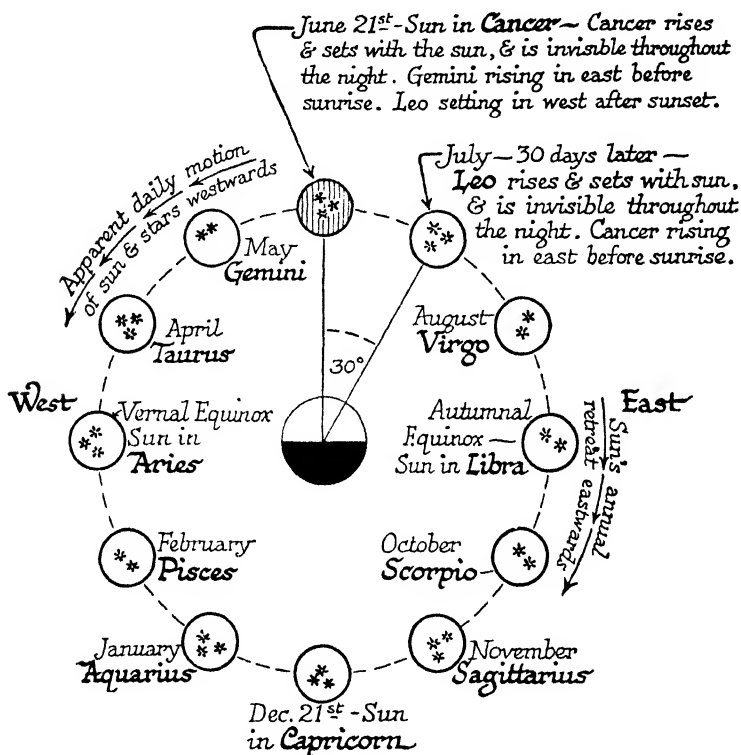 June 21st - Sun in Cancer - Cancer rises
& sets with the sun, & is invisible throughout
the night. Gemini rising in east before
sunrise. Leo setting in west after sunset.
July - 30 days later -
Leo rises & sets with sun,
& is invisible throughout
the night. Cancer rising
in east before sunrise.
Apparent daily motion
of sun & stars westwards
May
Gemini
April
Taurus
August
Virgo
30°
West
Vernal Equinox
Sun in
Aries
Autumnal
Equinox -
Sun in Libra
East
Sun's annual
retreat eastwards
February
Pisces
October
Scorpio
January
Aquarius
November
Sagittarius
Dec. 21st - Sun
in Capricorn